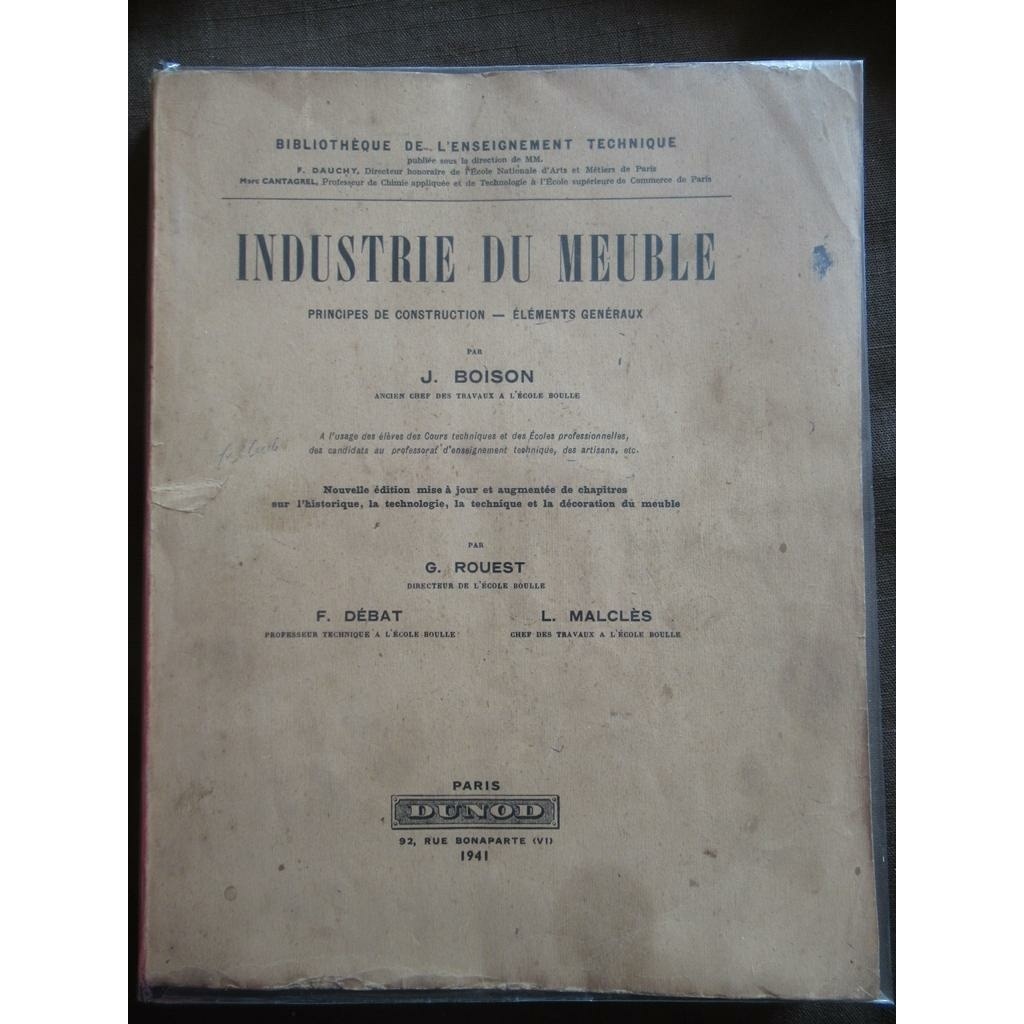 BIBLIOTHÈQUE DE L'ENSEIGNEMENT TECHNIQUE
publiée sous la direction de MM.
F. DAUCHY, Directeur honoraire de l'École Nationale d'Arts et Métiers de Paris
Marc CANTAGREL, Professeur de Chimie appliquée et de Technologie à l'École supérieure de Commerce de Paris
INDUSTRIE DU MEUBLE
PRINCIPES DE CONSTRUCTION — ÉLÉMENTS GENÉRAUX
PAR
J. BOISON
ANCIEN CHEF DES TRAVAUX A L'ÉCOLE BOULLE
A l'usage des élèves des Cours techniques et des Écoles professionnelles,
des candidats au professorat d'enseignement technique, des artisans, etc.
Nouvelle édition mise à jour et augmentée de chapîtres
sur l'historique, la technologie, la technique et la décoration du meuble
PAR
G. ROUEST
DIRECTEUR DE L'ÉCOLE BOULLE
F. DÉBAT
PROFESSEUR TECHNIQUE A L'ÉCOLE BOULLE
L. MALCLÈS
CHEF DES TRAVAUX A L'ÉCOLE BOULLE
PARIS
DUNOD
92, RUE BONAPARTE (VI)
1941